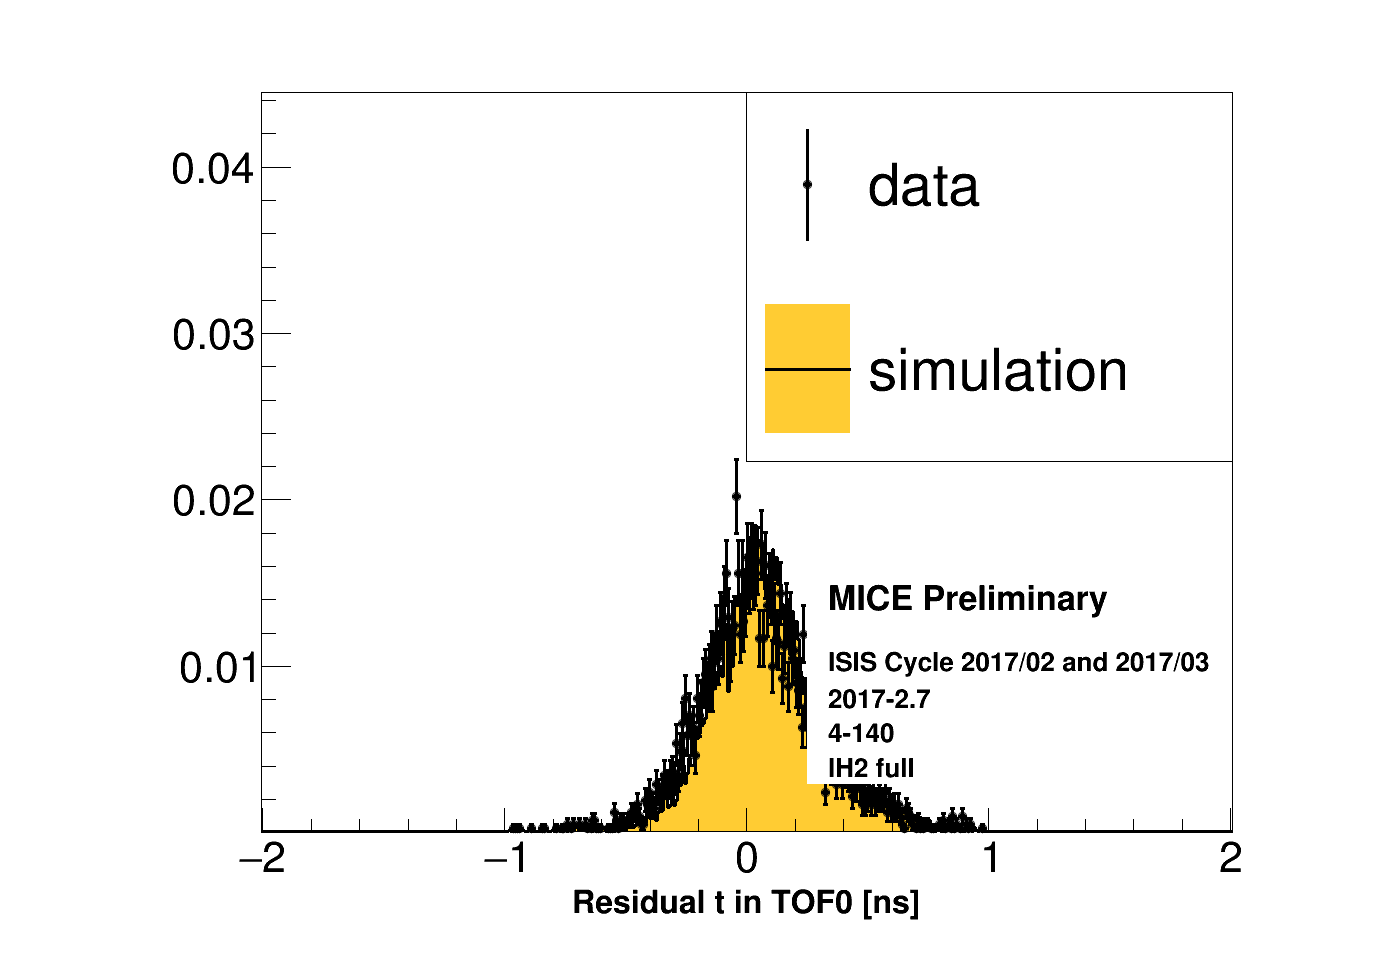 0.04
0.03
0.02
0.01
data
simulation
MICE Preliminary
ISIS Cycle 2017/02 and 2017/03
2017-2.7
4-140
lH2 full
−2 −1 0 1 2
Residual t in TOF0 [ns]